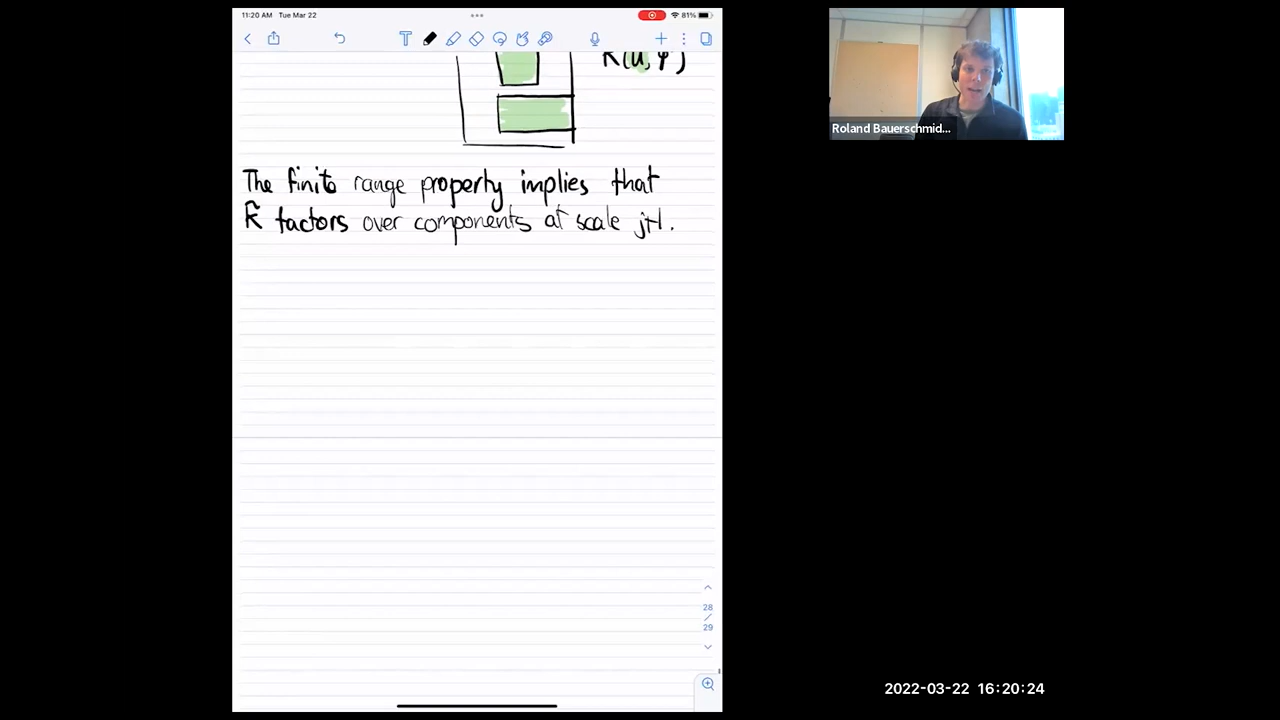 11:20 AM Tue Mar 22
81%
K(U, φ)
The finite range property implies that
K̃ factors over components at scale j+1.
28
/
29
Roland Bauerschmid...
2022-03-22 16:20:24